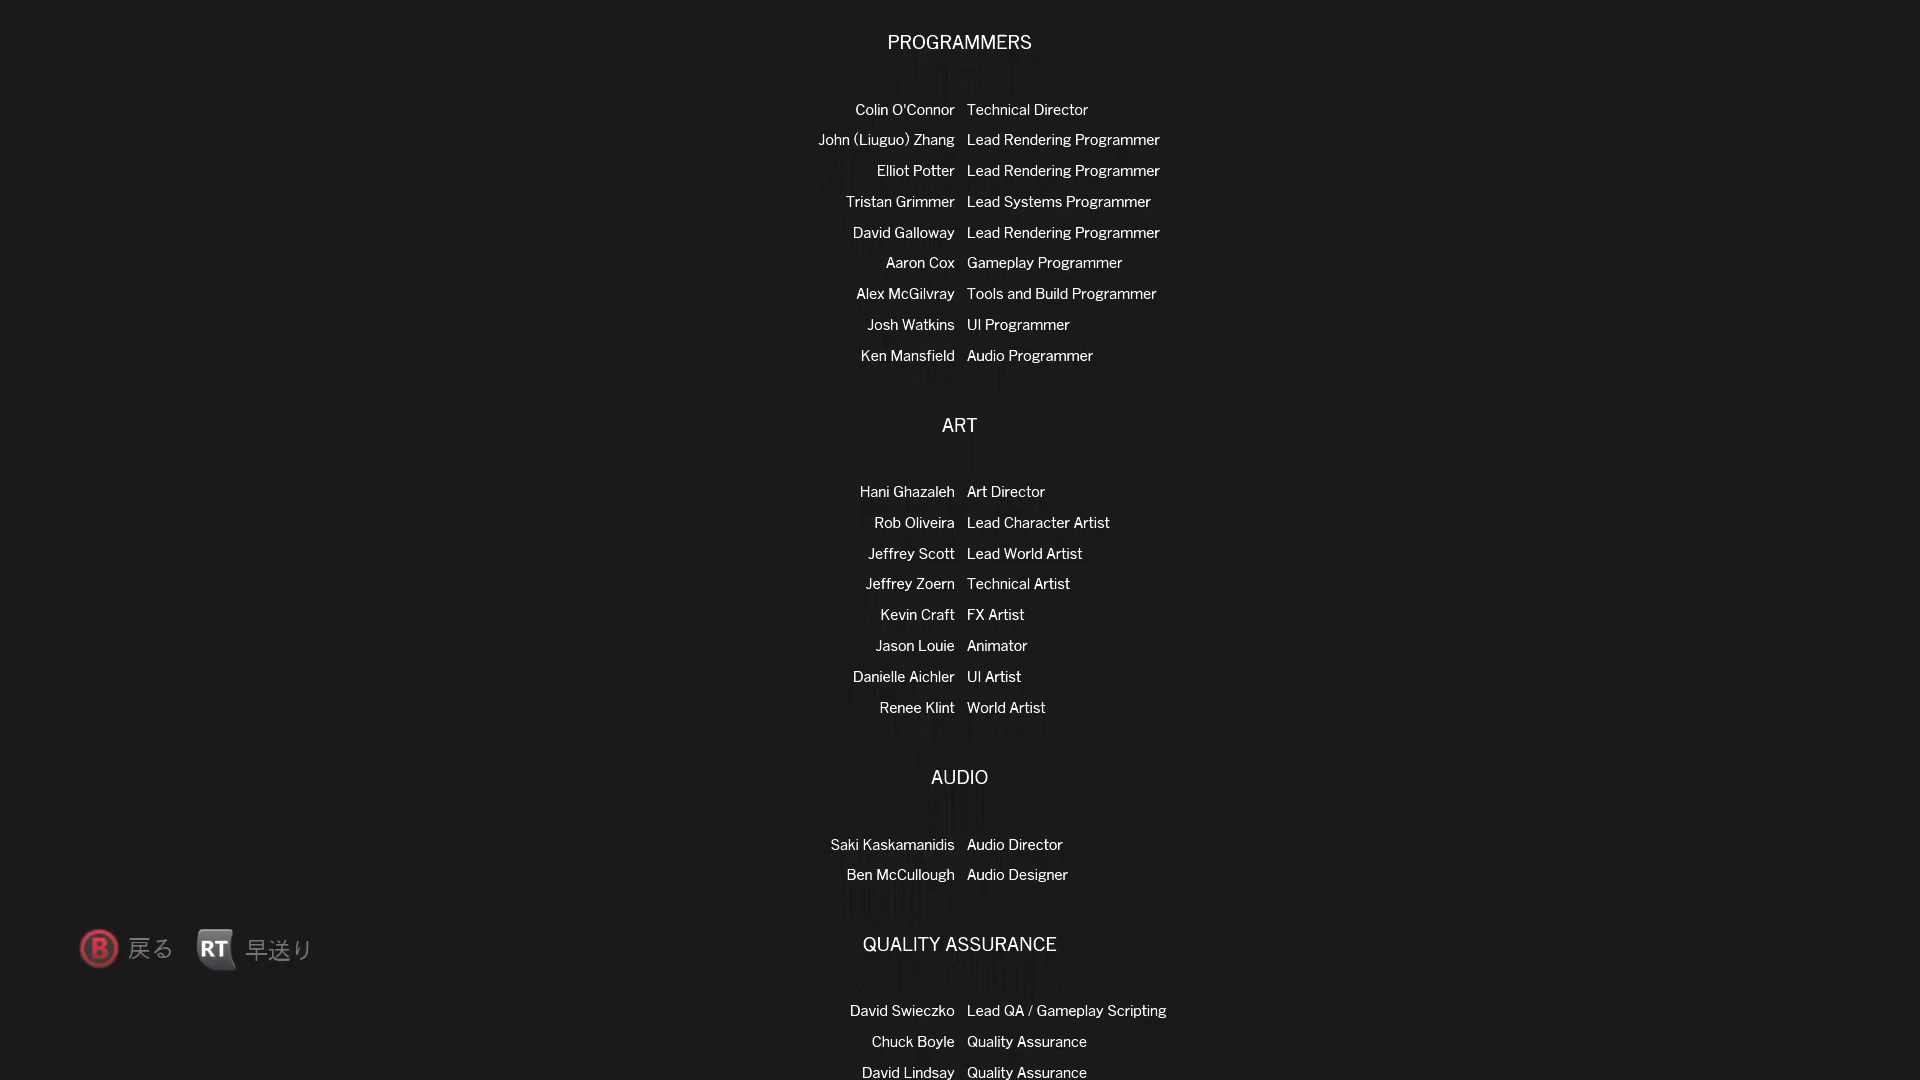 PROGRAMMERS
Colin O'Connor Technical Director
John (Liuguo) Zhang Lead Rendering Programmer
Elliot Potter Lead Rendering Programmer
Tristan Grimmer Lead Systems Programmer
David Galloway Lead Rendering Programmer
Aaron Cox Gameplay Programmer
Alex McGilvray Tools and Build Programmer
Josh Watkins UI Programmer
Ken Mansfield Audio Programmer
ART
Hani Ghazaleh Art Director
Rob Oliveira Lead Character Artist
Jeffrey Scott Lead World Artist
Jeffrey Zoern Technical Artist
Kevin Craft FX Artist
Jason Louie Animator
Danielle Aichler UI Artist
Renee Klint World Artist
AUDIO
Saki Kaskamanidis Audio Director
Ben McCullough Audio Designer
QUALITY ASSURANCE
David Swieczko Lead QA / Gameplay Scripting
Chuck Boyle Quality Assurance
David Lindsay Quality Assurance
B 戻る RT 早送り